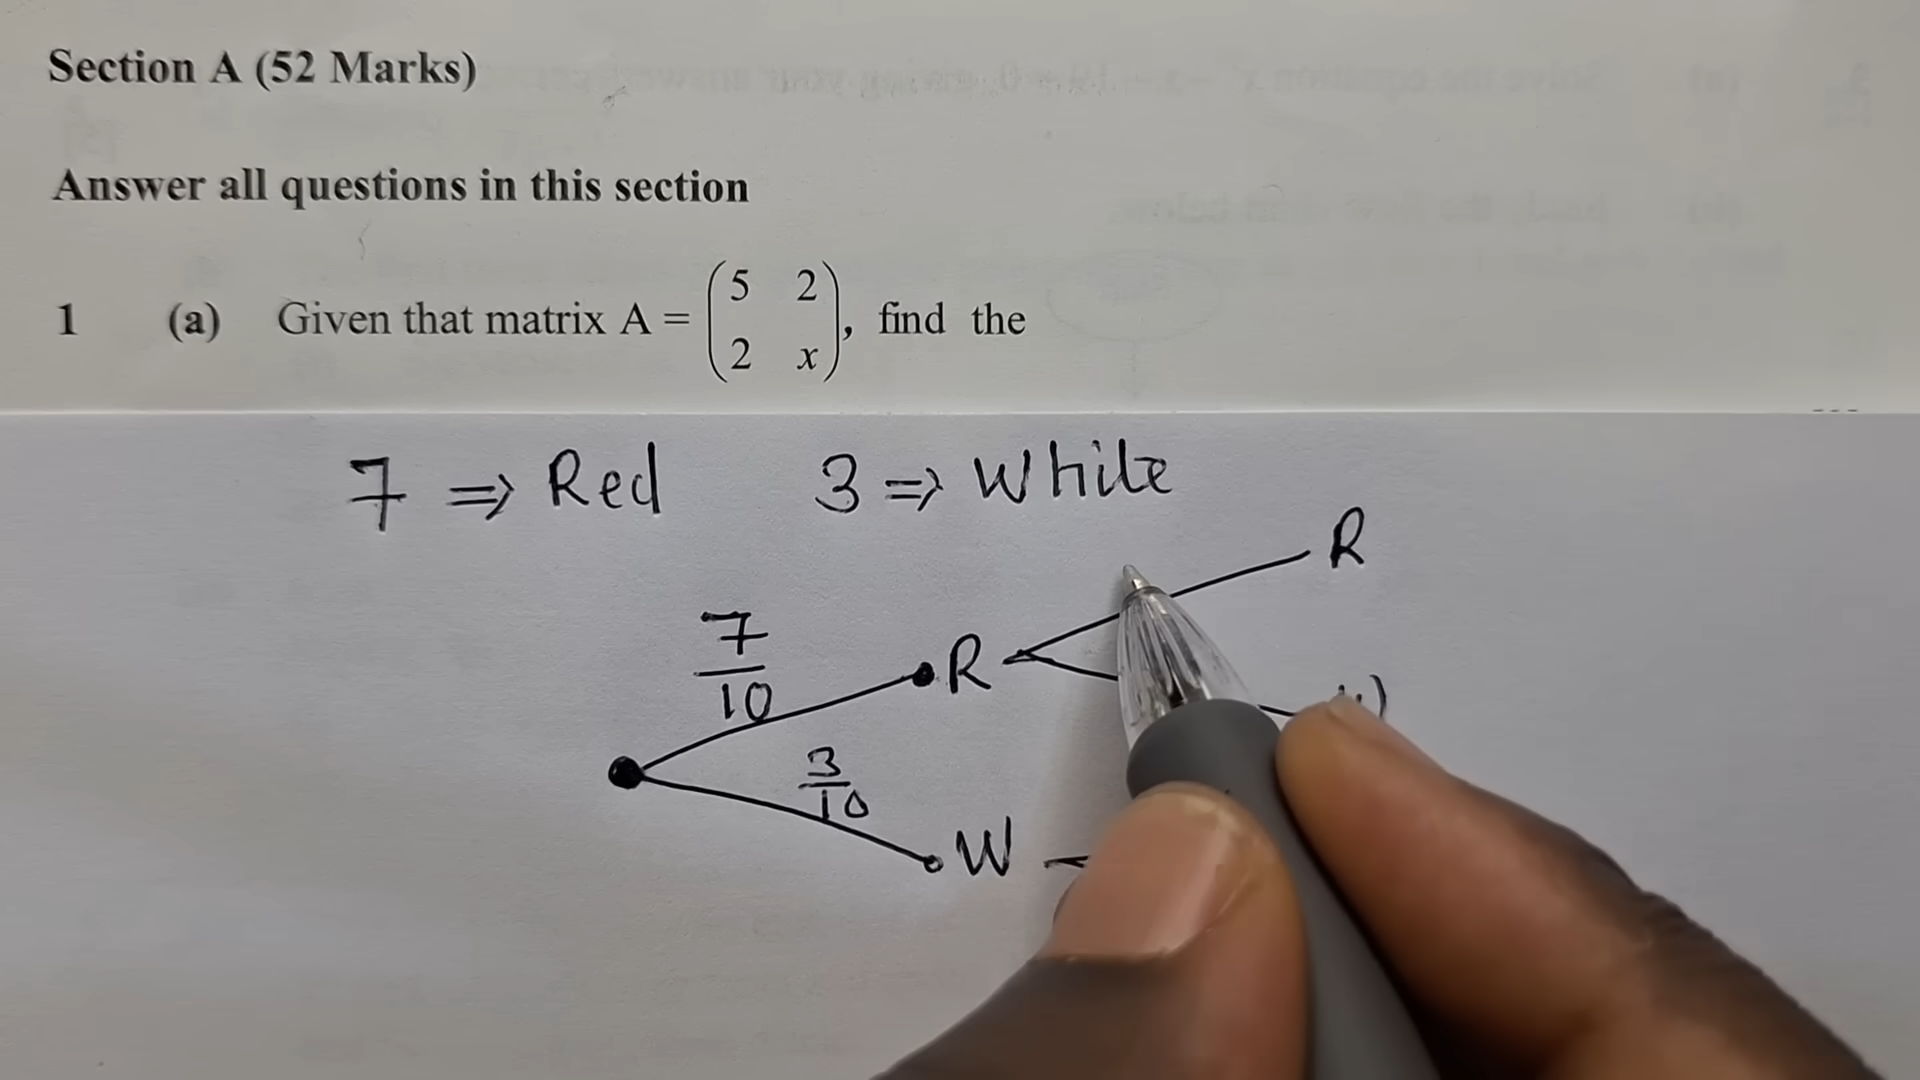 Section A (52 Marks)
Answer all questions in this section
1 (a) Given that matrix A = (5 2
2 x), find the
7 ⇒ Red 3 ⇒ White
R
7/10
R
3/10
W